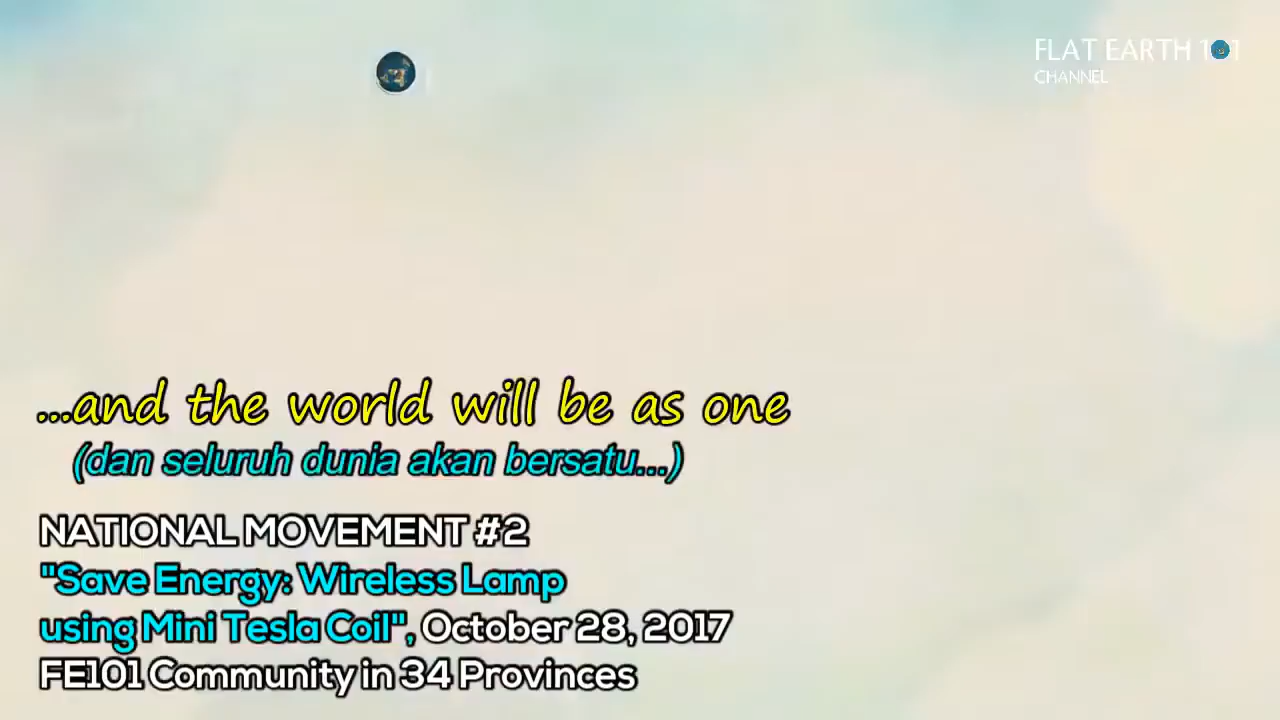 FLAT EARTH 101
CHANNEL
...and the world will be as one
(dan seluruh dunia akan bersatu...)
NATIONAL MOVEMENT #2
"Save Energy: Wireless Lamp
using Mini Tesla Coil", October 28, 2017
FE101 Community in 34 Provinces